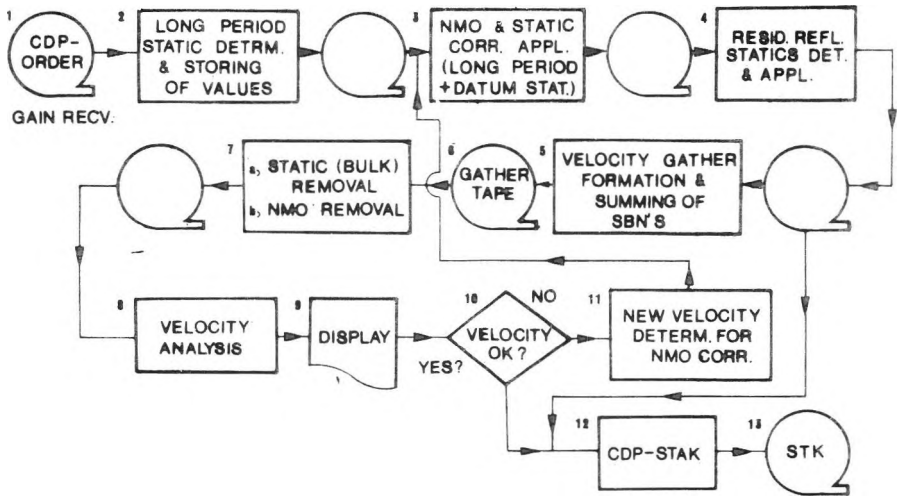 1
CDP-
ORDER
GAIN RECV:
2
LONG PERIOD
STATIC DETRM.
& STORING
OF VALUES
3
NMO & STATIC
CORR. APPL.
(LONG PERIOD
+DATUM STAT.)
4
RESID. REFL.
STATICS DET.
& APPL.
7
a, STATIC (BULK)
REMOVAL
b, NMO REMOVAL
6
GATHER
TAPE
5
VELOCITY GATHER
FORMATION &
SUMMING OF
SBN'S
8
VELOCITY
ANALYSIS
9
DISPLAY
10
VELOCITY
OK?
NO
YES?
11
NEW VELOCITY
DETERM. FOR
NMO CORR.
12
CDP-STAK
13
STK